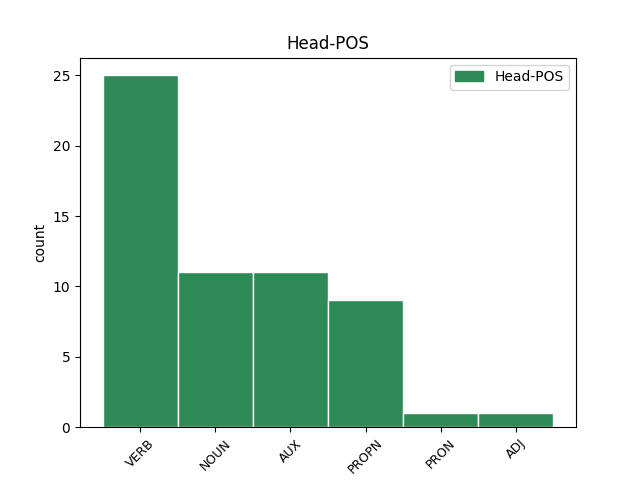 Head-POS
Head-POS
count
25
20
15
10
5
0
VERB
NOUN
AUX
PROPN
PRON
ADJ